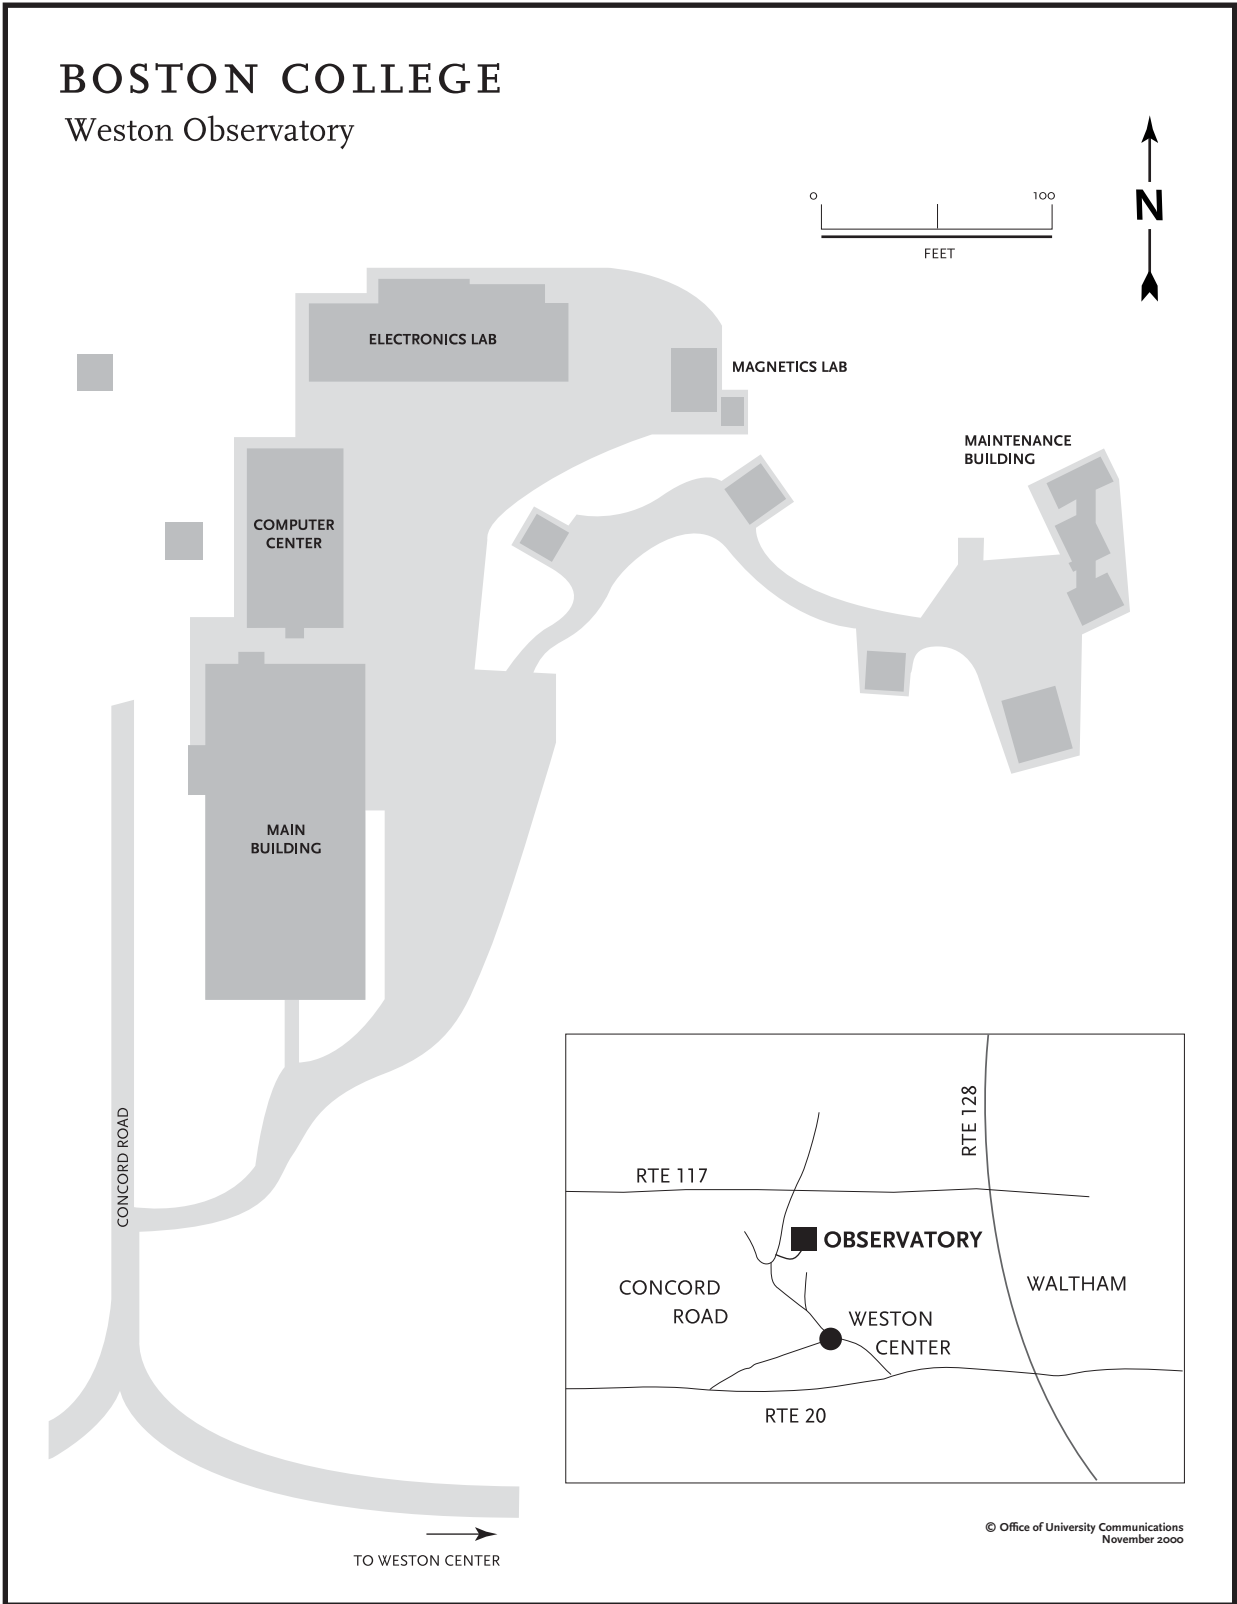 BOSTON COLLEGE
Weston Observatory
0 100
FEET
N
ELECTRONICS LAB
MAGNETICS LAB
MAINTENANCE
BUILDING
COMPUTER
CENTER
MAIN
BUILDING
CONCORD ROAD
RTE 128
RTE 117
OBSERVATORY
CONCORD
ROAD
WALTHAM
WESTON
CENTER
RTE 20
TO WESTON CENTER
© Office of University Communications
November 2000